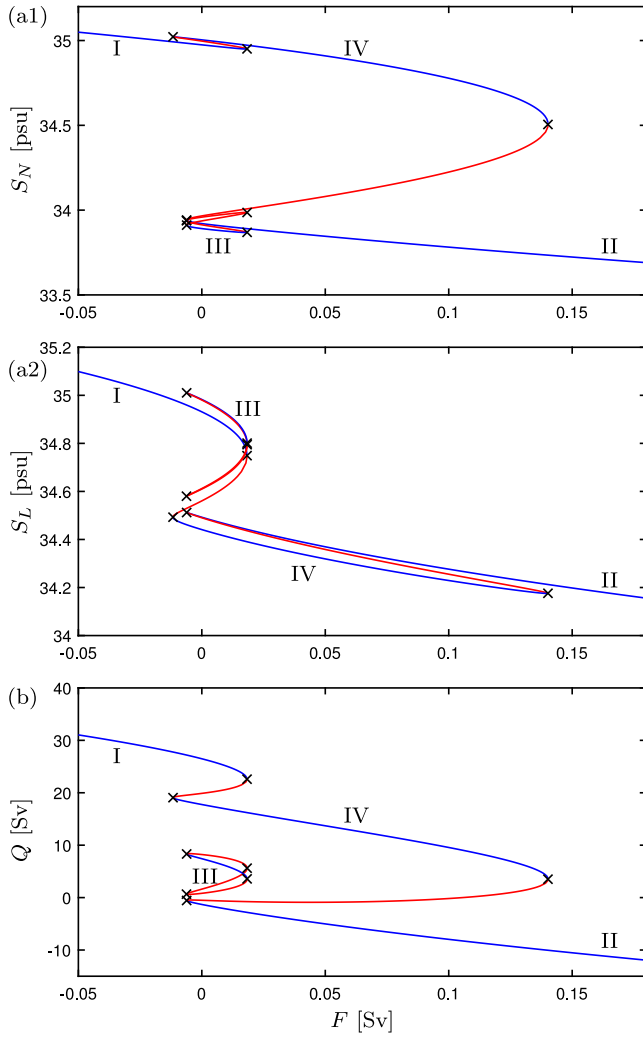 (a1)
35
34.5
34
33.5
S_N [psu]
I
IV
III
II
-0.05
0
0.05
0.1
0.15
(a2)
35.2
35
34.8
34.6
34.4
34.2
34
S_L [psu]
I
III
IV
II
-0.05
0
0.05
0.1
0.15
(b)
40
30
20
10
0
-10
Q [Sv]
I
IV
III
II
-0.05
0
0.05
0.1
0.15
F [Sv]